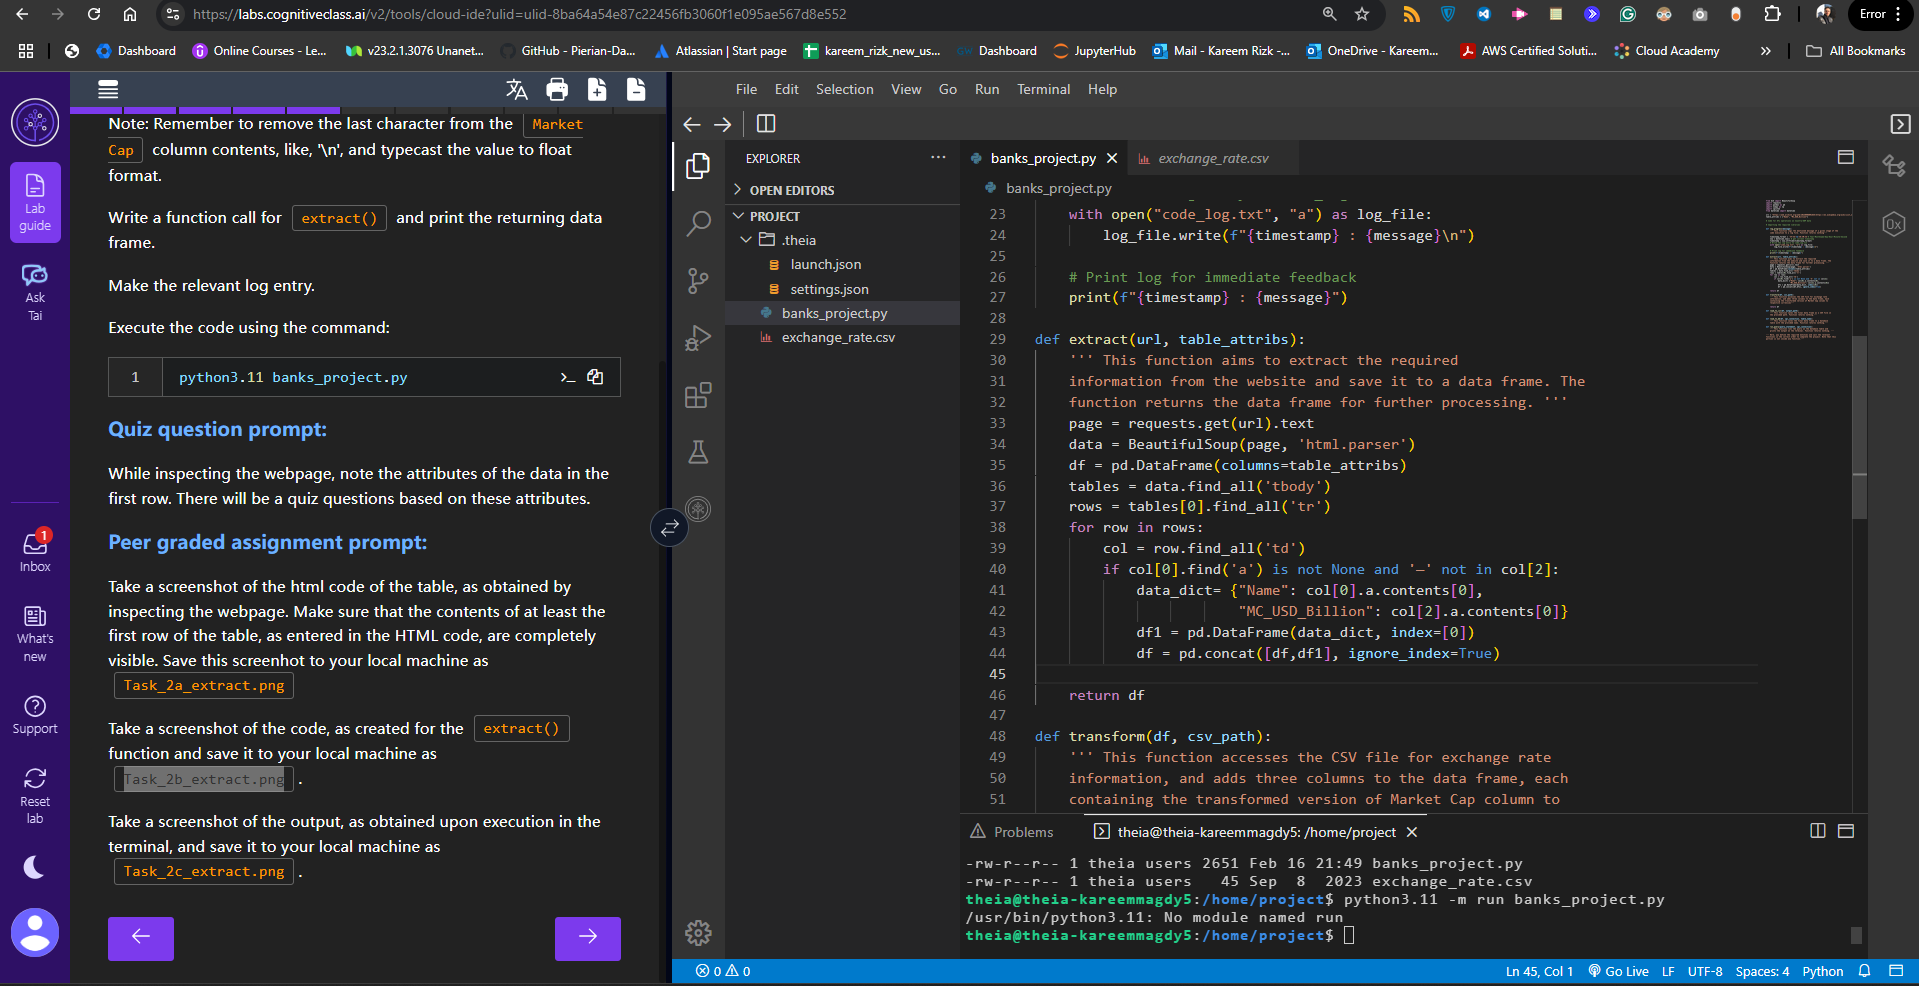 https://labs.cognitiveclass.ai/v2/tools/cloud-ide?ulid=ulid-8ba64a54e87c22456fb3060f1e095ae567d8e552
Error
Dashboard
Online Courses - Le...
v23.2.1.3076 Unanet...
GitHub - Pierian-Da...
Atlassian | Start page
kareem_rizk_new_us...
Dashboard
JupyterHub
Mail - Kareem Rizk -...
OneDrive - Kareem...
AWS Certified Soluti...
Cloud Academy
All Bookmarks
Lab guide
Ask Tai
1
Inbox
What's new
Support
Reset lab
Note: Remember to remove the last character from the Market
Cap column contents, like, '\n', and typecast the value to float
format.
Write a function call for extract() and print the returning data
frame.
Make the relevant log entry.
Execute the code using the command:
1 python3.11 banks_project.py
Quiz question prompt:
While inspecting the webpage, note the attributes of the data in the
first row. There will be a quiz questions based on these attributes.
Peer graded assignment prompt:
Take a screenshot of the html code of the table, as obtained by
inspecting the webpage. Make sure that the contents of at least the
first row of the table, as entered in the HTML code, are completely
visible. Save this screenhot to your local machine as
Task_2a_extract.png
Take a screenshot of the code, as created for the extract()
function and save it to your local machine as
Task_2b_extract.png .
Take a screenshot of the output, as obtained upon execution in the
terminal, and save it to your local machine as
Task_2c_extract.png .
File Edit Selection View Go Run Terminal Help
EXPLORER
OPEN EDITORS
PROJECT
.theia
launch.json
settings.json
banks_project.py
exchange_rate.csv
banks_project.py
exchange_rate.csv
banks_project.py
23 with open("code_log.txt", "a") as log_file:
24 log_file.write(f"{timestamp} : {message}\n")
25
26 # Print log for immediate feedback
27 print(f"{timestamp} : {message}")
28
29 def extract(url, table_attribs):
30 ''' This function aims to extract the required
31 information from the website and save it to a data frame. The
32 function returns the data frame for further processing. '''
33 page = requests.get(url).text
34 data = BeautifulSoup(page, 'html.parser')
35 df = pd.DataFrame(columns=table_attribs)
36 tables = data.find_all('tbody')
37 rows = tables[0].find_all('tr')
38 for row in rows:
39 col = row.find_all('td')
40 if col[0].find('a') is not None and '—' not in col[2]:
41 data_dict= {"Name": col[0].a.contents[0],
42 "MC_USD_Billion": col[2].a.contents[0]}
43 df1 = pd.DataFrame(data_dict, index=[0])
44 df = pd.concat([df,df1], ignore_index=True)
45
46 return df
47
48 def transform(df, csv_path):
49 ''' This function accesses the CSV file for exchange rate
50 information, and adds three columns to the data frame, each
51 containing the transformed version of Market Cap column to
Problems
theia@theia-kareemmagdy5: /home/project
-rw-r--r-- 1 theia users 2651 Feb 16 21:49 banks_project.py
-rw-r--r-- 1 theia users 45 Sep 8 2023 exchange_rate.csv
theia@theia-kareemmagdy5:/home/project$ python3.11 -m run banks_project.py
/usr/bin/python3.11: No module named run
theia@theia-kareemmagdy5:/home/project$
0 0
Ln 45, Col 1 Go Live LF UTF-8 Spaces: 4 Python